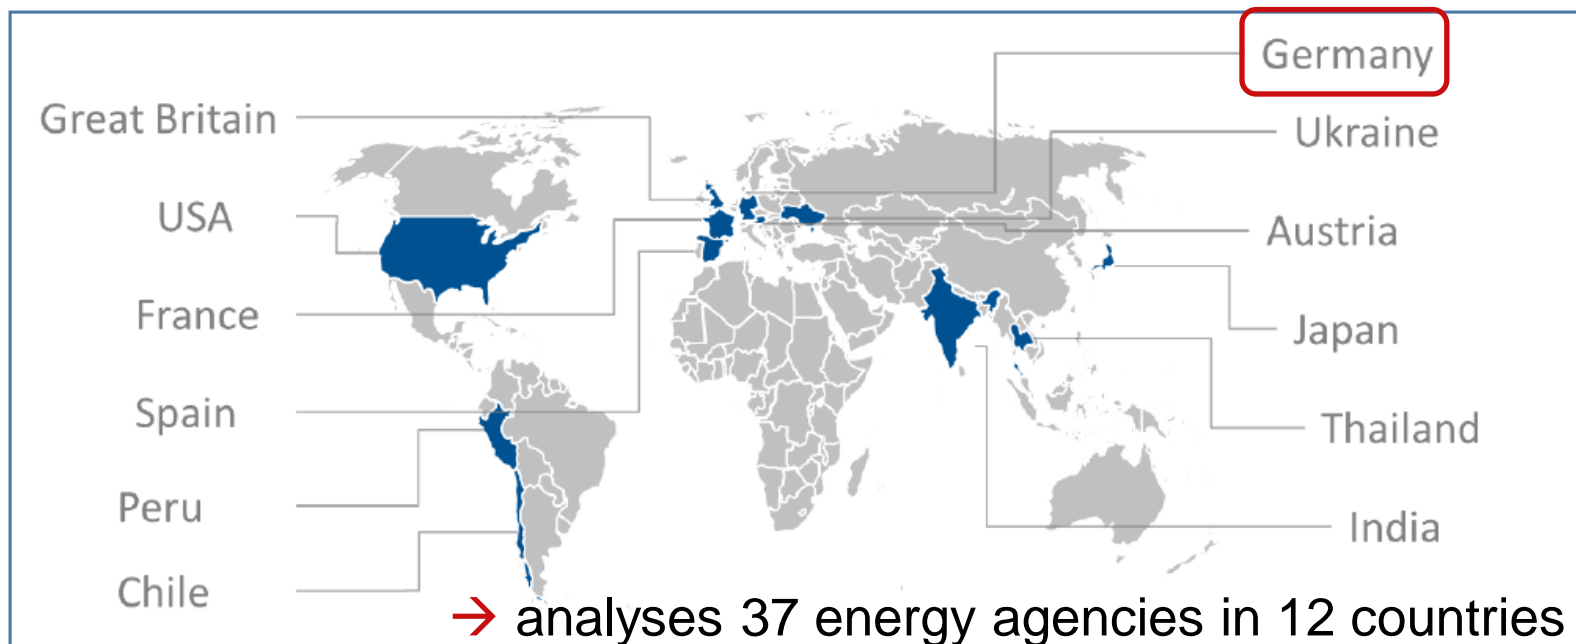 Great Britain
USA
France
Spain
Peru
Chile
Germany
Ukraine
Austria
Japan
Thailand
India
→ analyses 37 energy agencies in 12 countries